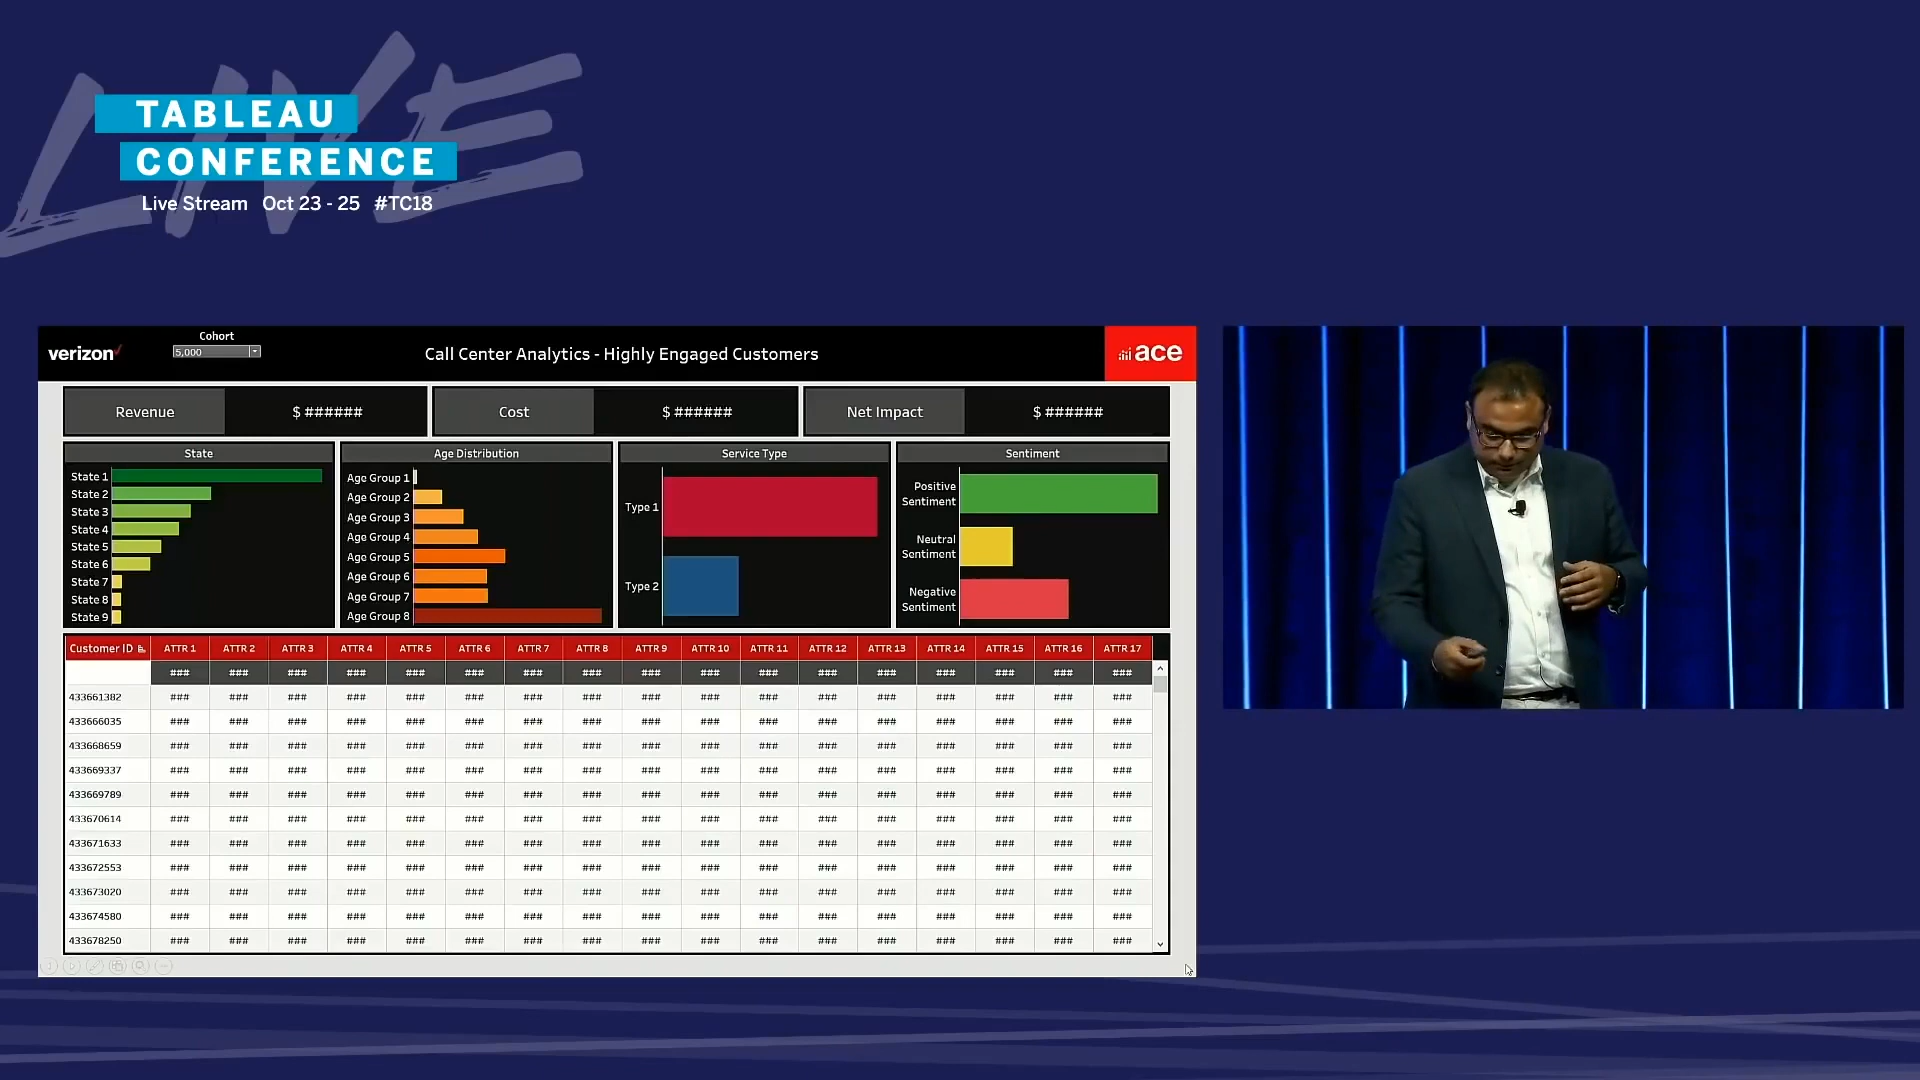 LIVE
TABLEAU
CONFERENCE
Live Stream Oct 23 - 25 #TC18
verizon
Cohort
5,000
Call Center Analytics - Highly Engaged Customers
ace
Revenue $ ###### Cost $ ###### Net Impact $ ######
State
State 1
State 2
State 3
State 4
State 5
State 6
State 7
State 8
State 9
Age Distribution
Age Group 1
Age Group 2
Age Group 3
Age Group 4
Age Group 5
Age Group 6
Age Group 7
Age Group 8
Service Type
Type 1
Type 2
Sentiment
Positive
Sentiment
Neutral
Sentiment
Negative
Sentiment
Customer ID ATTR 1 ATTR 2 ATTR 3 ATTR 4 ATTR 5 ATTR 6 ATTR 7 ATTR 8 ATTR 9 ATTR 10 ATTR 11 ATTR 12 ATTR 13 ATTR 14 ATTR 15 ATTR 16 ATTR 17
### ### ### ### ### ### ### ### ### ### ### ### ### ### ### ### ###
433661382 ### ### ### ### ### ### ### ### ### ### ### ### ### ### ### ### ###
433666035 ### ### ### ### ### ### ### ### ### ### ### ### ### ### ### ### ###
433668659 ### ### ### ### ### ### ### ### ### ### ### ### ### ### ### ### ###
433669337 ### ### ### ### ### ### ### ### ### ### ### ### ### ### ### ### ###
433669789 ### ### ### ### ### ### ### ### ### ### ### ### ### ### ### ### ###
433670614 ### ### ### ### ### ### ### ### ### ### ### ### ### ### ### ### ###
433671633 ### ### ### ### ### ### ### ### ### ### ### ### ### ### ### ### ###
433672553 ### ### ### ### ### ### ### ### ### ### ### ### ### ### ### ### ###
433673020 ### ### ### ### ### ### ### ### ### ### ### ### ### ### ### ### ###
433674580 ### ### ### ### ### ### ### ### ### ### ### ### ### ### ### ### ###
433678250 ### ### ### ### ### ### ### ### ### ### ### ### ### ### ### ### ###